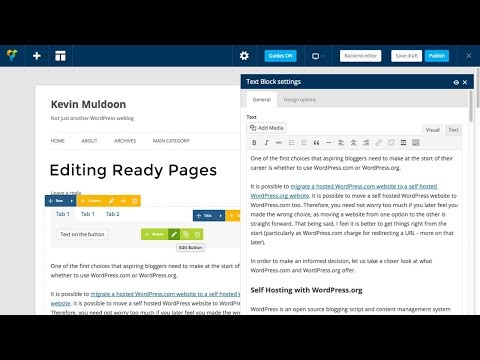 Guides ON
Backend editor
Save draft
Publish
Kevin Muldoon
Not just another WordPress weblog
HOME ABOUT ARCHIVES MAIN CATEGORY
Editing Ready Pages
Leave a reply
Row Column
Tab 1 Tab 1 Tab 2
Tabs
Text on the button
Button
Edit Button
One of the first choices that aspiring bloggers need to make at the sta
whether to use WordPress.com or WordPress.org.
It is possible to migrate a hosted WordPress.com website to a self ho
website. It is possible to move a self hosted WordPress website to Wo
Therefore, you need not worry too much if you later feel you made the
Text Block settings
General Design options
Text
Add Media
Visual Text
One of the first choices that aspiring bloggers need to make at the start of their
career is whether to use WordPress.com or WordPress.org.
It is possible to migrate a hosted WordPress.com website to a self hosted
WordPress.org website. It is possible to move a self hosted WordPress website to
WordPress.com too. Therefore, you need not worry too much if you later feel you
made the wrong choice, as moving a website from one option to the other is
straight forward. That being said, I feel it is better to get things right from the
start (particularly as WordPress.com charge for redirecting a URL - more on that
later).
In order to make an informed decision, let us take a closer look at what
WordPress.com and WordPress.org offer.
Self Hosting with WordPress.org
WordPress is an open source blogging script and content management system